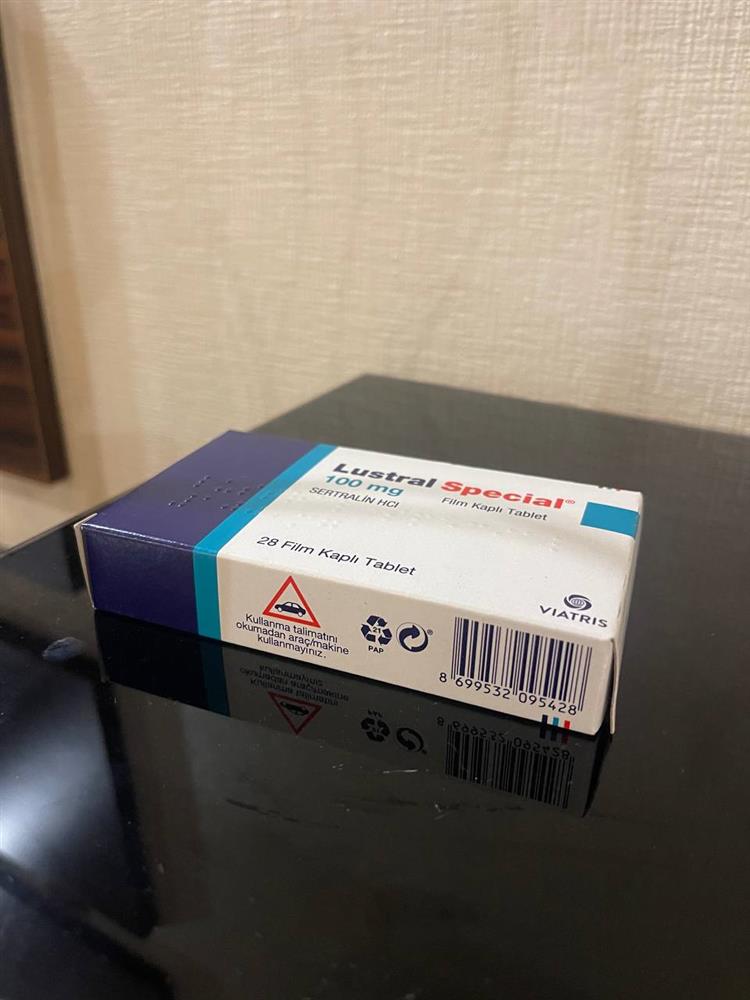 Lustral Special®
100 mg
SERTRALİN HCl
Film Kaplı Tablet
28 Film Kaplı Tablet
VIATRIS
Kullanma talimatını
okumadan araç/makine
kullanmayınız.
21
PAP
8 699532 095428